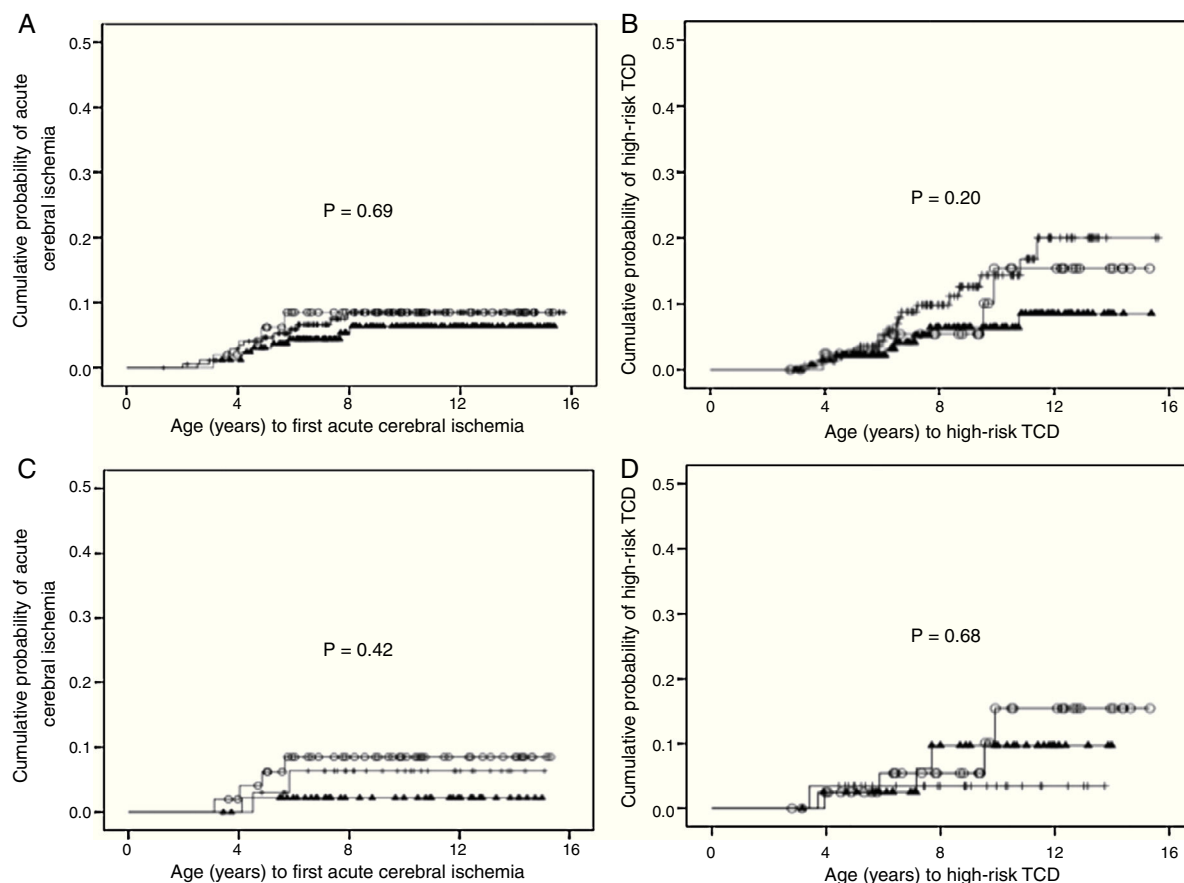 A
Cumulative probability of acute
cerebral ischemia
0.5
0.4
0.3
0.2
0.1
0.0
P = 0.69
0 4 8 12 16
Age (years) to first acute cerebral ischemia
B
Cumulative probability of high-risk TCD
0.5
0.4
0.3
0.2
0.1
0.0
P = 0.20
0 4 8 12 16
Age (years) to high-risk TCD
C
Cumulative probability of acute
cerebral ischemia
0.5
0.4
0.3
0.2
0.1
0.0
P = 0.42
0 4 8 12 16
Age (years) to first acute cerebral ischemia
D
Cumulative probability of high-risk TCD
0.5
0.4
0.3
0.2
0.1
0.0
P = 0.68
0 4 8 12 16
Age (years) to high-risk TCD